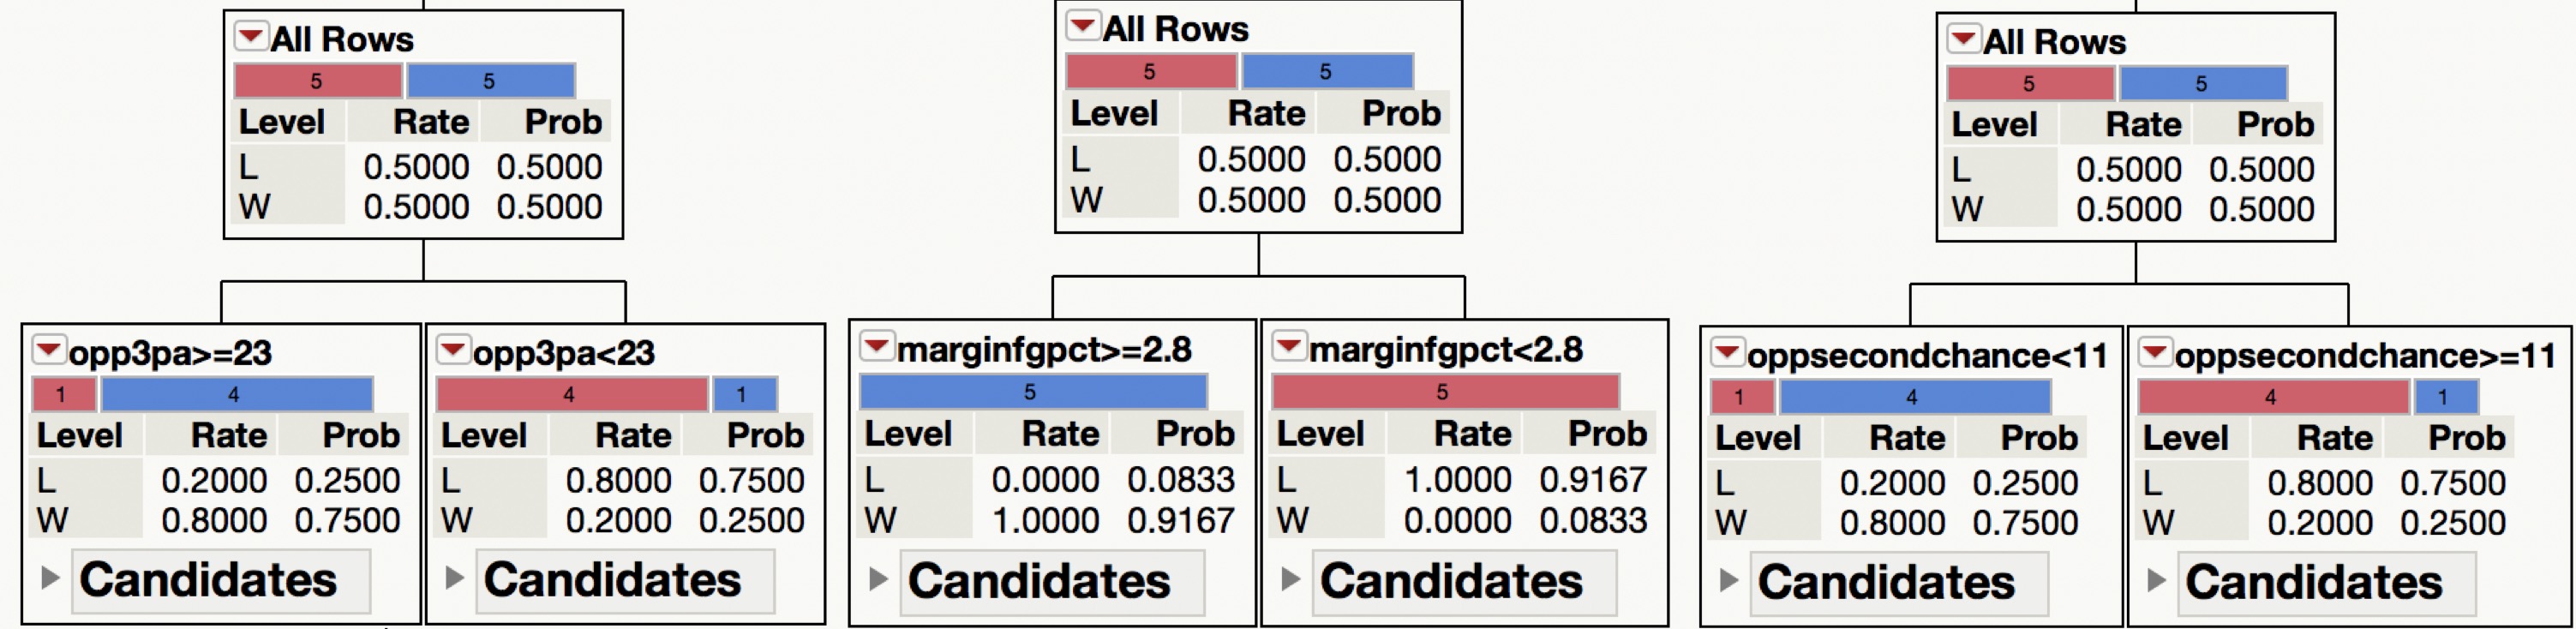 All Rows
5 5
Level Rate Prob
L 0.5000 0.5000
W 0.5000 0.5000
opp3pa>=23
1 4
Level Rate Prob
L 0.2000 0.2500
W 0.8000 0.7500
Candidates
opp3pa<23
4 1
Level Rate Prob
L 0.8000 0.7500
W 0.2000 0.2500
Candidates
All Rows
5 5
Level Rate Prob
L 0.5000 0.5000
W 0.5000 0.5000
marginfgpct>=2.8
5
Level Rate Prob
L 0.0000 0.0833
W 1.0000 0.9167
Candidates
marginfgpct<2.8
5
Level Rate Prob
L 1.0000 0.9167
W 0.0000 0.0833
Candidates
All Rows
5 5
Level Rate Prob
L 0.5000 0.5000
W 0.5000 0.5000
oppsecondchance<11
1 4
Level Rate Prob
L 0.2000 0.2500
W 0.8000 0.7500
Candidates
oppsecondchance>=11
4 1
Level Rate Prob
L 0.8000 0.7500
W 0.2000 0.2500
Candidates